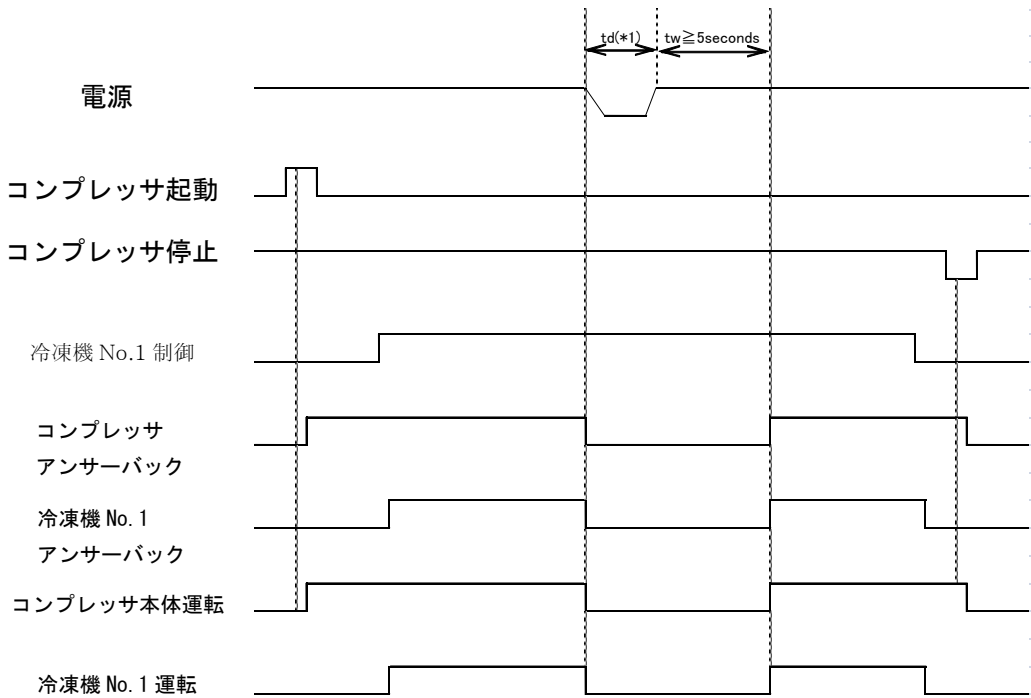 td(*1) tw≧5seconds
電源
コンプレッサ起動
コンプレッサ停止
冷凍機 No.1 制御
コンプレッサ
アンサーバック
冷凍機 No.1
アンサーバック
コンプレッサ本体運転
冷凍機 No.1 運転